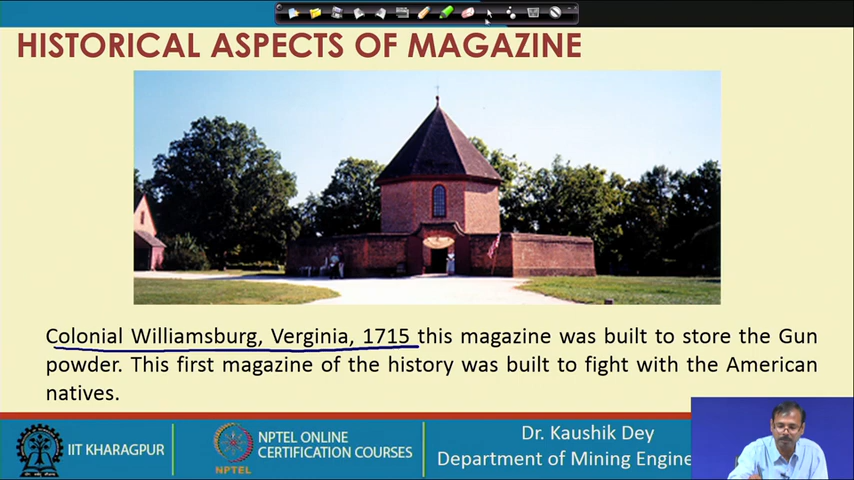 HISTORICAL ASPECTS OF MAGAZINE
Colonial Williamsburg, Verginia, 1715 this magazine was built to store the Gun
powder. This first magazine of the history was built to fight with the American
natives.
IIT KHARAGPUR
NPTEL
NPTEL ONLINE
CERTIFICATION COURSES
Dr. Kaushik Dey
Department of Mining Engine